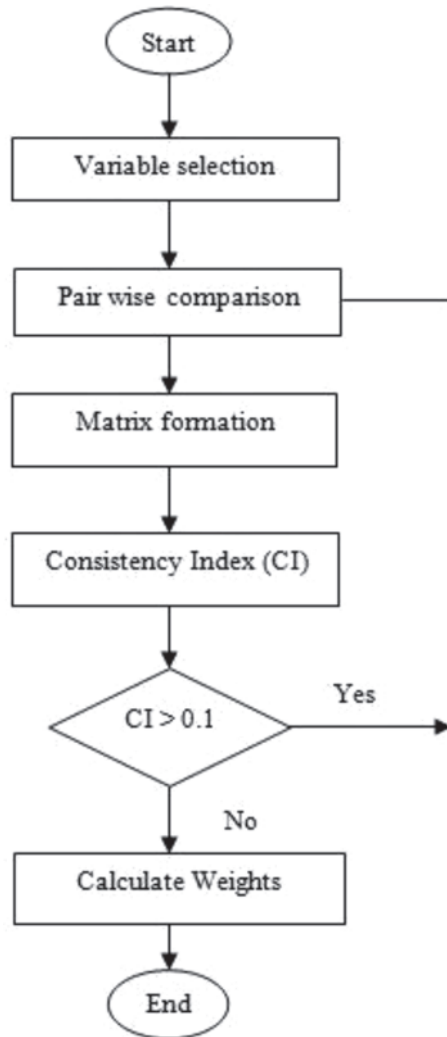 Start
Variable selection
Pair wise comparison
Matrix formation
Consistency Index (CI)
CI > 0.1
Yes
No
Calculate Weights
End